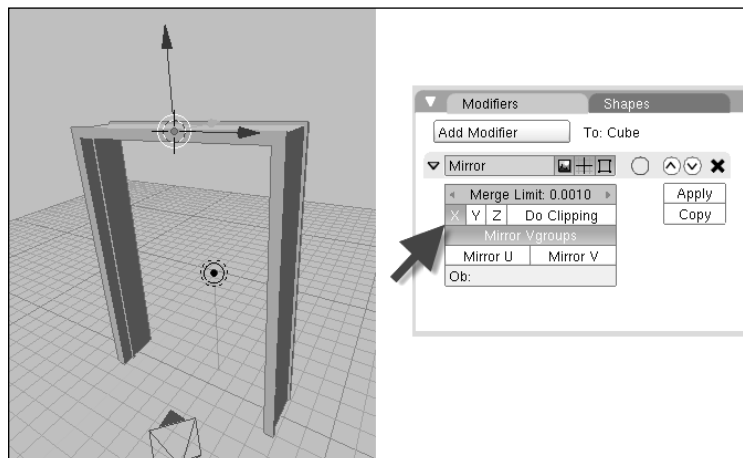 Modifiers
Shapes
Add Modifier
To: Cube
Mirror
Merge Limit: 0.0010
Apply
X
Y
Z
Do Clipping
Copy
Mirror Vgroups
Mirror U
Mirror V
Ob: